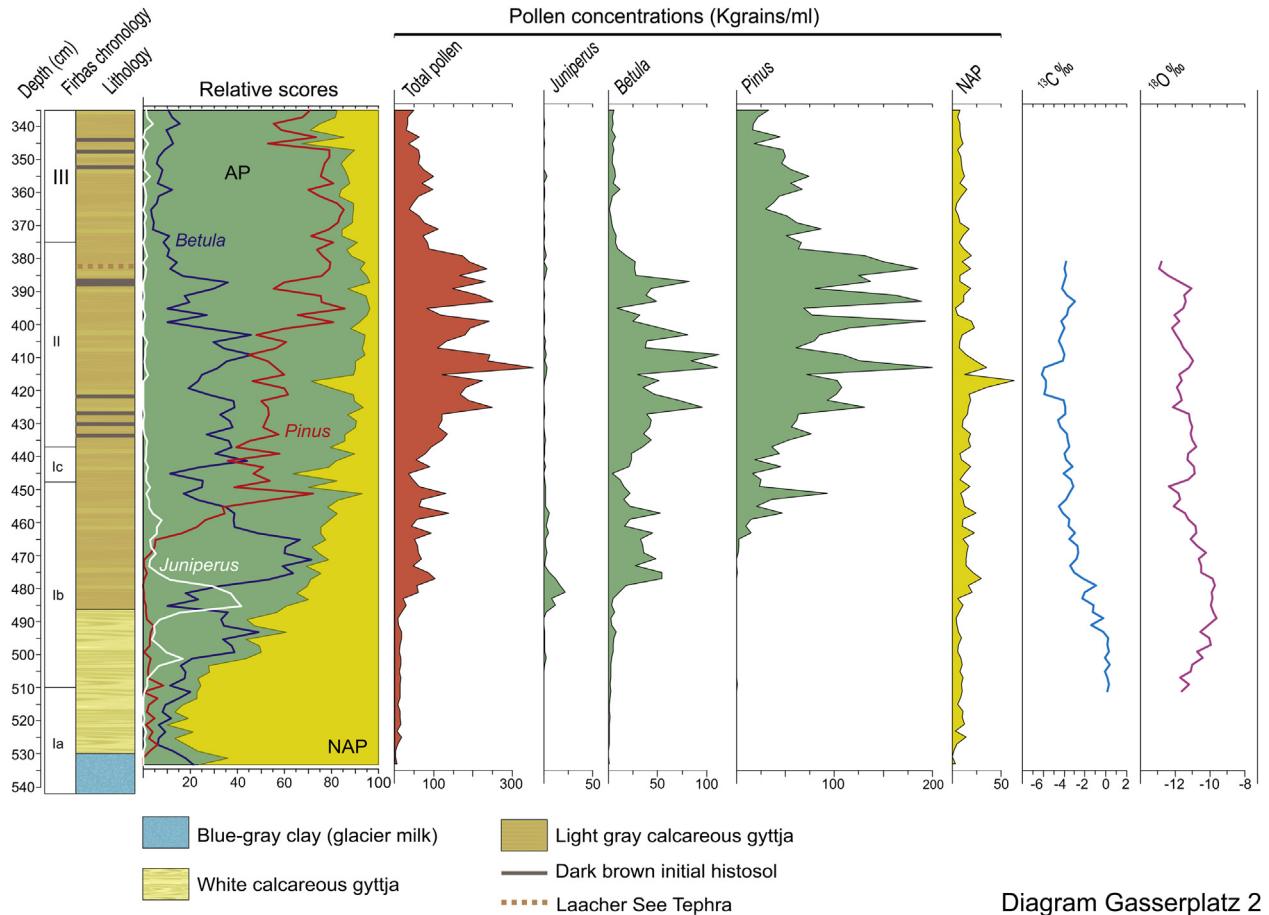 Pollen concentrations (Kgrains/ml)
Depth (cm)
Firbas chronology
Lithology
Relative scores
Total pollen
Juniperus
Betula
Pinus
NAP
¹³C ‰
¹⁸O ‰
340
350
360
370
380
390
400
410
420
430
440
450
460
470
480
490
500
510
520
530
540
III
II
Ic
Ib
Ia
AP
Betula
Pinus
Juniperus
NAP
0 20 40 60 80 100
100 200 300
50
0 50 100
0 100 200
0 50
-6 -4 -2 0 2
-12 -10 -8
Blue-gray clay (glacier milk)
White calcareous gyttja
Light gray calcareous gyttja
Dark brown initial histosol
Laacher See Tephra
Diagram Gasserplatz 2